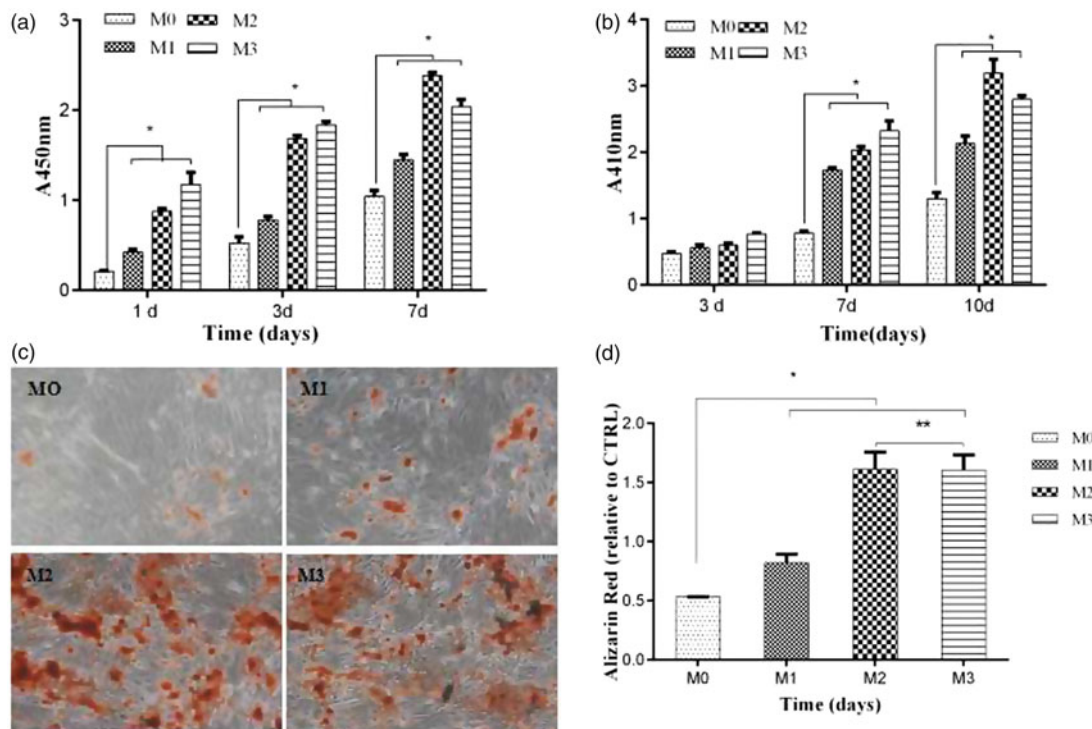 (a)
3
2
1
0
A450nm
M0
M2
M1
M3
*
*
*
1 d
3d
7d
Time (days)
(b)
4
3
2
1
0
A410nm
M0
M2
M1
M3
*
*
3 d
7d
10d
Time(days)
(c)
MO
M1
M2
M3
(d)
2.0
1.5
1.0
0.5
0.0
Alizarin Red (relative to CTRL)
*
**
M0
M1
M2
M3
Time (days)
M0
M1
M2
M3